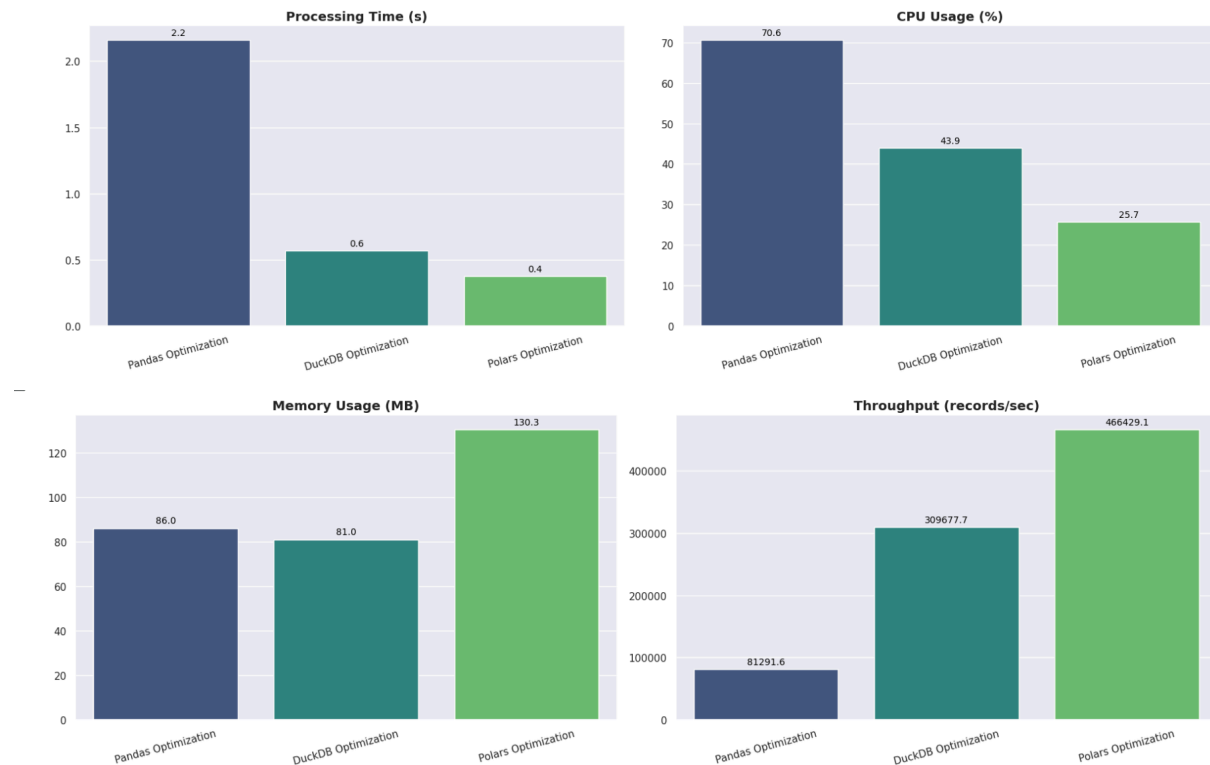 Processing Time (s)
2.2
2.0
1.5
1.0
0.6
0.5
0.4
0.0
Pandas Optimization
DuckDB Optimization
Polars Optimization
CPU Usage (%)
70.6
70
60
50
43.9
40
30
25.7
20
10
0
Pandas Optimization
DuckDB Optimization
Polars Optimization
Memory Usage (MB)
130.3
120
100
86.0
81.0
80
60
40
20
0
Pandas Optimization
DuckDB Optimization
Polars Optimization
Throughput (records/sec)
466429.1
400000
309677.7
300000
200000
100000
81291.6
0
Pandas Optimization
DuckDB Optimization
Polars Optimization